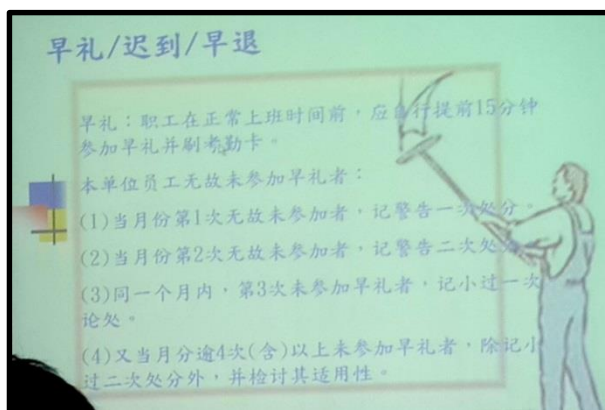 早礼/迟到/早退
早礼：职工在正常上班时间前，应自行提前15分钟
参加早礼并刷考勤卡。
本单位员工无故未参加早礼者：
(1)当月份第1次无故未参加者，记警告一次处分。
(2)当月份第2次无故未参加者，记警告二次处分。
(3)同一个月内，第3次未参加早礼者，记小过一次
论处。
(4)又当月分逾4次(含)以上未参加早礼者，除记小
过二次处分外，并检讨其适用性。